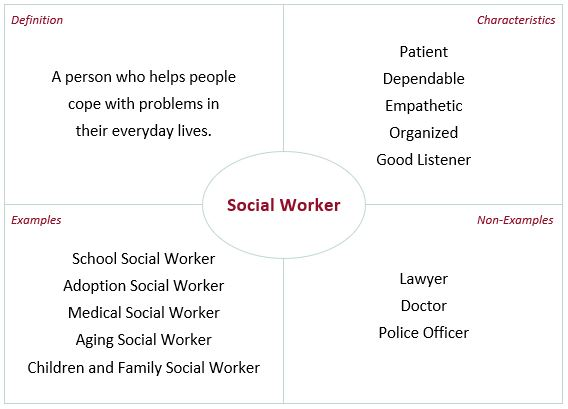 Definition
A person who helps people
cope with problems in
their everyday lives.
Characteristics
Patient
Dependable
Empathetic
Organized
Good Listener
Social Worker
Examples
School Social Worker
Adoption Social Worker
Medical Social Worker
Aging Social Worker
Children and Family Social Worker
Non-Examples
Lawyer
Doctor
Police Officer